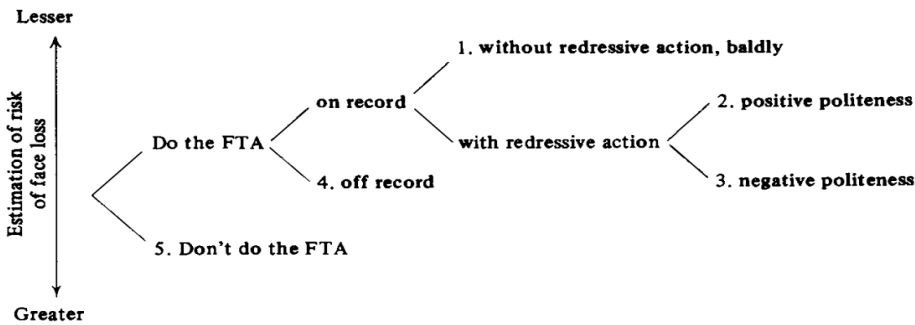 Lesser
Estimation of risk
of face loss
1. without redressive action, baldly
on record
2. positive politeness
Do the FTA
with redressive action
4. off record
3. negative politeness
5. Don't do the FTA
Greater